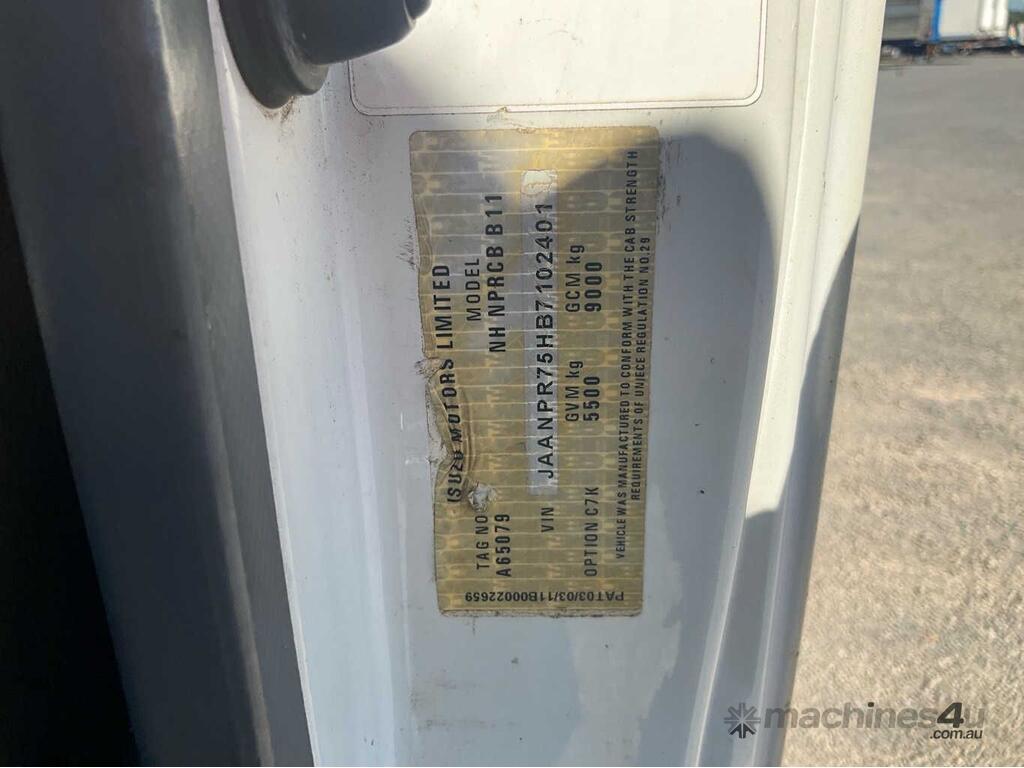 ISUZU MOTORS LIMITED
TAG NO MODEL
A65079 NH NPRCB B11
VIN JAANPR75HB7102401
GVM kg GCM kg
OPTION C7K 5500 9000
VEHICLE WAS MANUFACTURED TO CONFORM WITH THE CAB STRENGTH
REQUIREMENTS OF UN/ECE REGULATION NO.29
PAT03/03/11B00022659
machines4u
.com.au